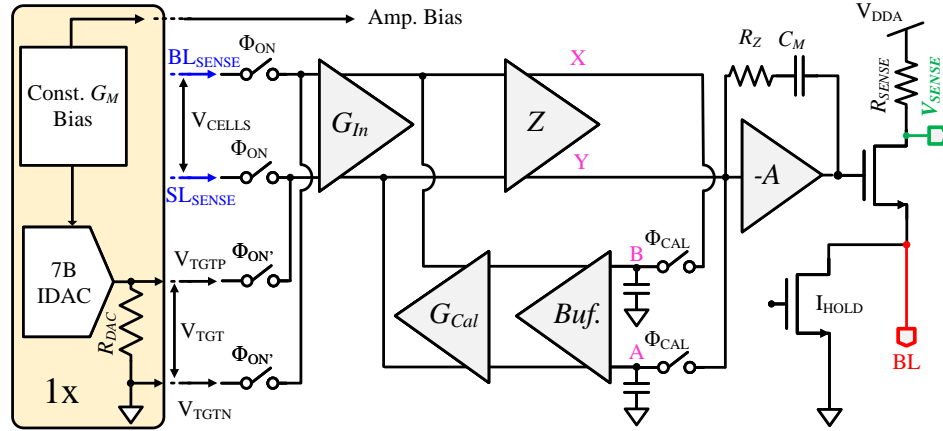 Amp. Bias
Const. G_M
Bias
7B
IDAC
R_DAC
1x
BL_SENSE
Φ_ON
V_CELLS
Φ_ON
SL_SENSE
V_TGTP
Φ_ON'
V_TGT
Φ_ON'
V_TGTN
G_In
Z
X
Y
G_Cal
Buf.
B
Φ_CAL
A
Φ_CAL
R_Z
C_M
-A
V_DDA
R_SENSE
V_SENSE
I_HOLD
BL